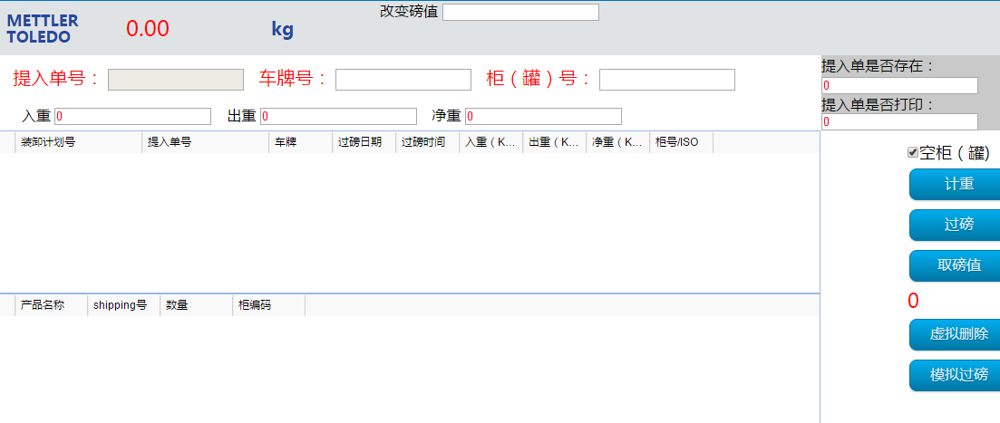 METTLER
TOLEDO
0.00
kg
改变磅值
提入单号：
车牌号：
柜（罐）号：
提入单是否存在：
0
提入单是否打印：
0
入重 0
出重 0
净重 0
装卸计划号 提入单号 车牌 过磅日期 过磅时间 入重（K... 出重（K... 净重（K... 柜号/ISO
空柜（罐)
计重
过磅
取磅值
0
虚拟删除
模拟过磅
产品名称 shipping号 数量 柜编码